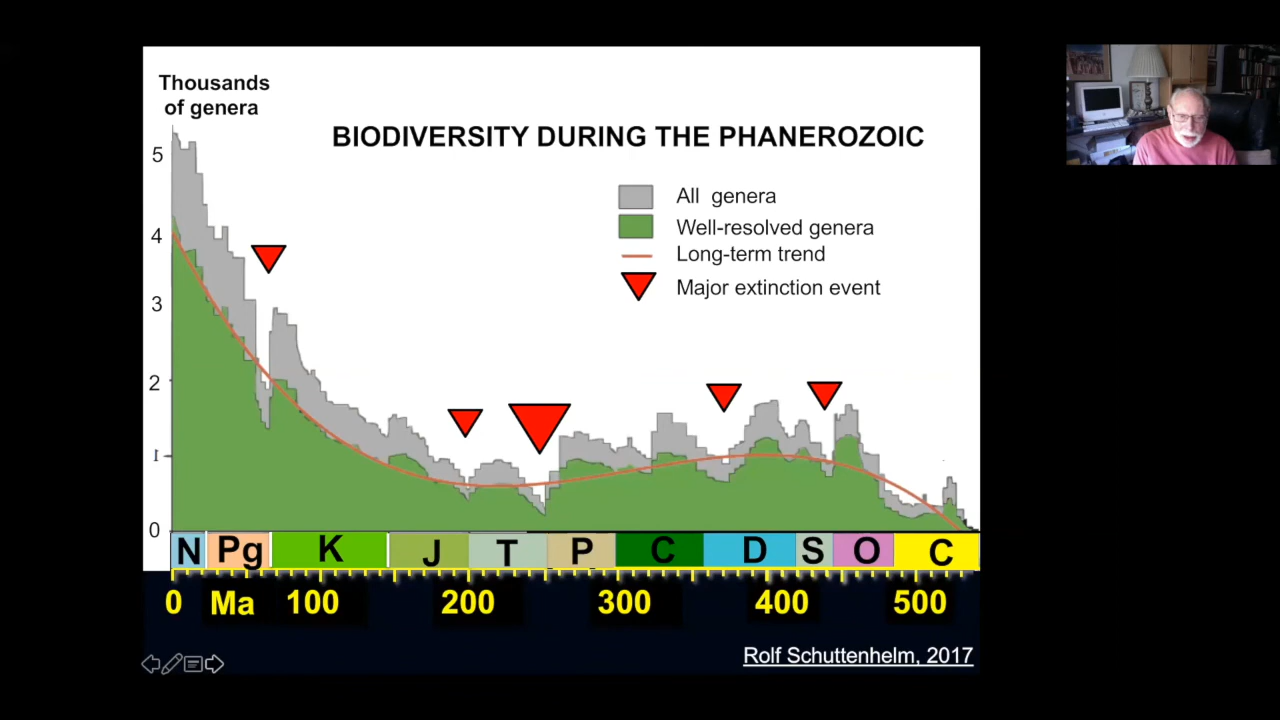 Thousands
of genera
BIODIVERSITY DURING THE PHANEROZOIC
All genera
Well-resolved genera
Long-term trend
Major extinction event
5
4
3
2
1
0
N Pg K J T P C D S O C
0 Ma 100 200 300 400 500
Rolf Schuttenhelm, 2017